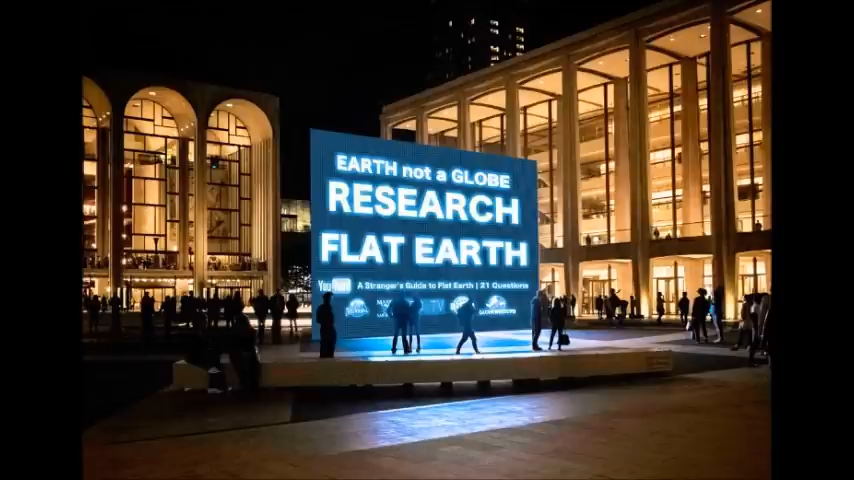 EARTH not a GLOBE
RESEARCH
FLAT EARTH
YouTube A Stranger's Guide to Flat Earth | 21 Questions